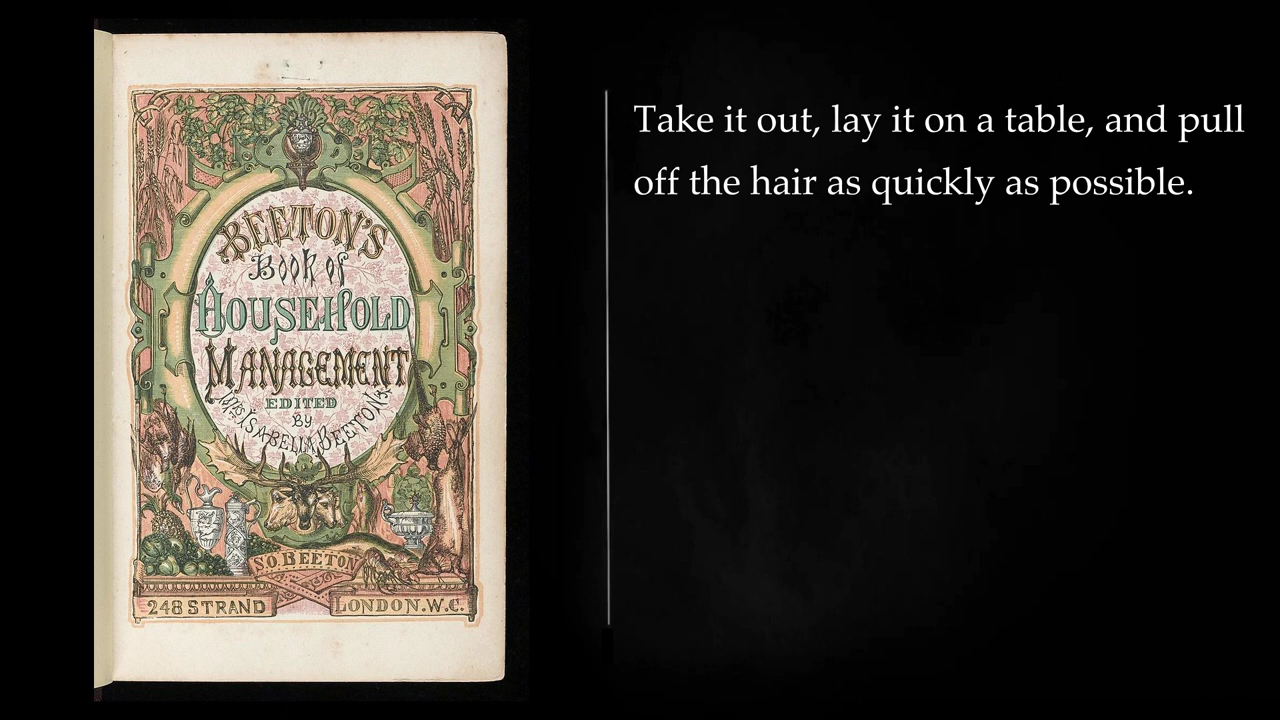 BEETON'S
Book of
HOUSEHOLD
MANAGEMENT
EDITED
BY
MRS ISABELLA BEETON
S.O. BEETON
248 STRAND
LONDON. W.C.
Take it out, lay it on a table, and pull
off the hair as quickly as possible.